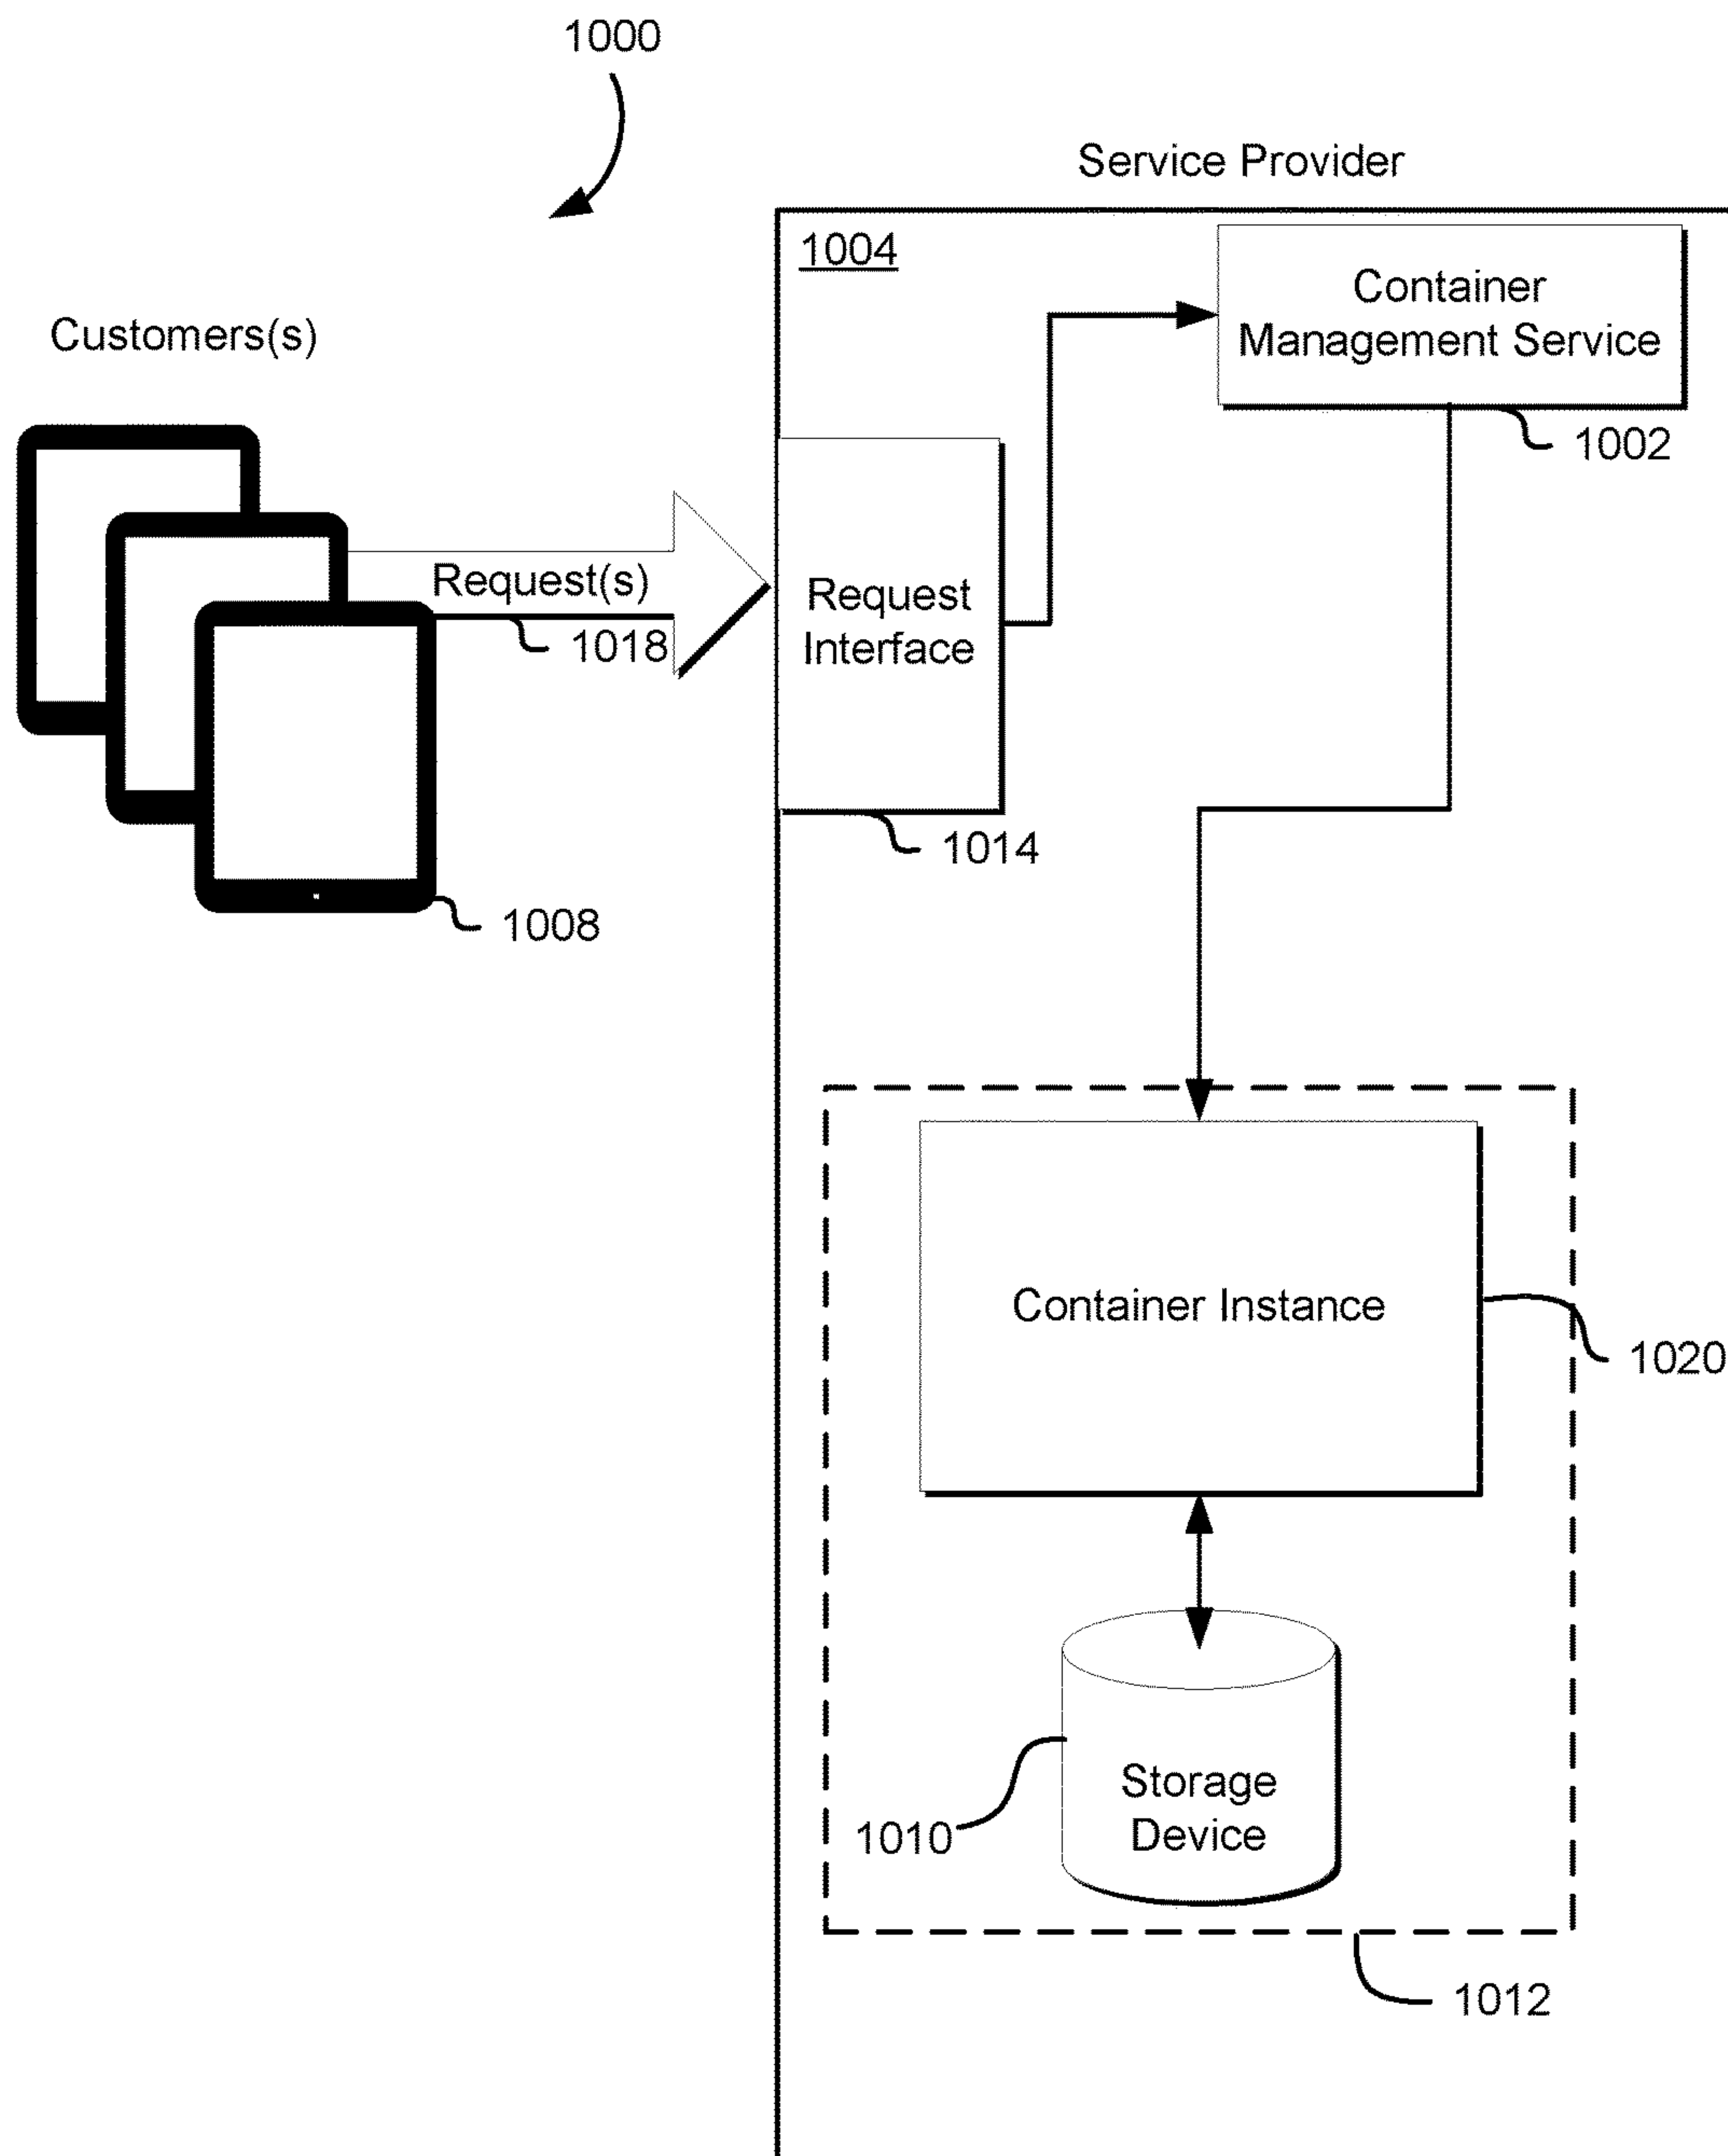 1000
Service Provider
1004
Container
Management Service
1002
Customers(s)
Request(s)
1018
Request
Interface
1014
1008
Container Instance
1020
Storage
Device
1010
1012